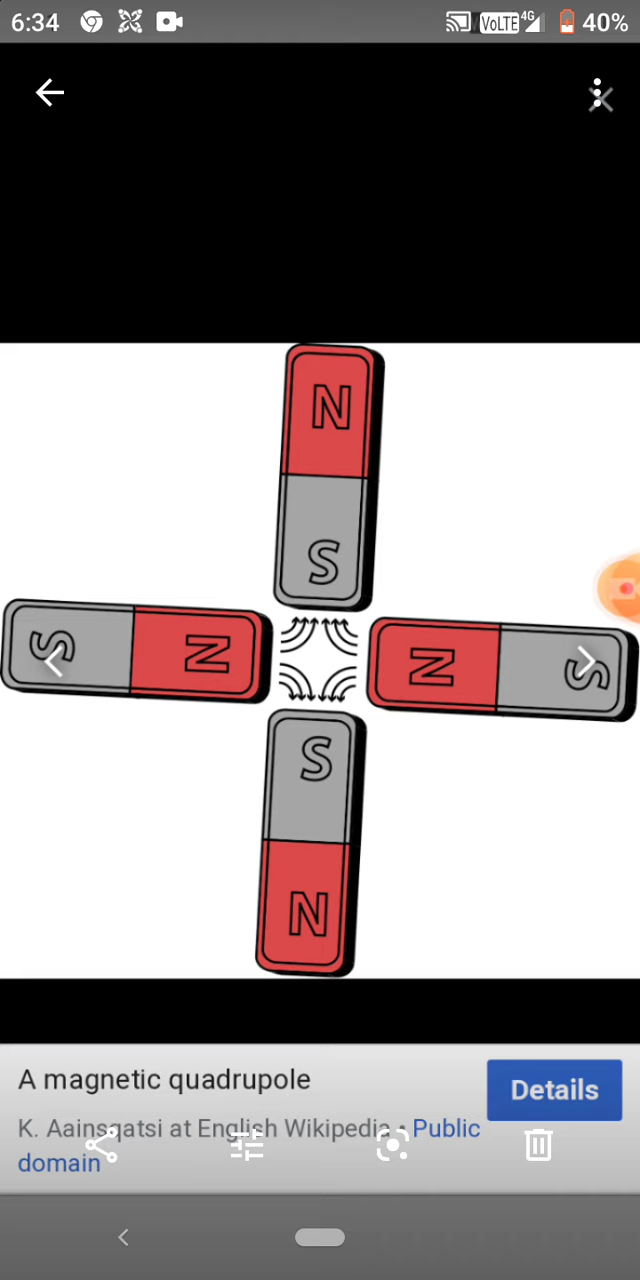 6:34 VoLTE 4G 40%
N
S
S N N S
S
N
A magnetic quadrupole
Details
K. Aainsqatsi at English Wikipedia • Public
domain